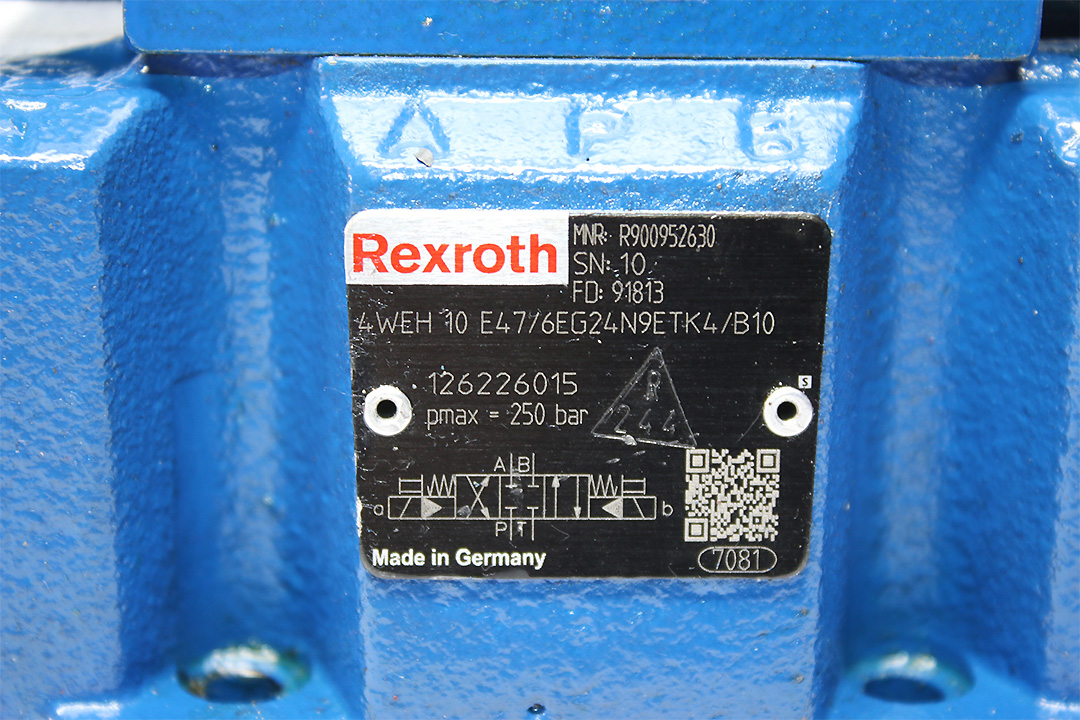 A P B
Rexroth
MNR: R900952630
SN: 10
FD: 91813
4WEH 10 E47/6EG24N9ETK4/B10
126226015
pmax = 250 bar
R
244
S
A B
a b
P T
Made in Germany
7081